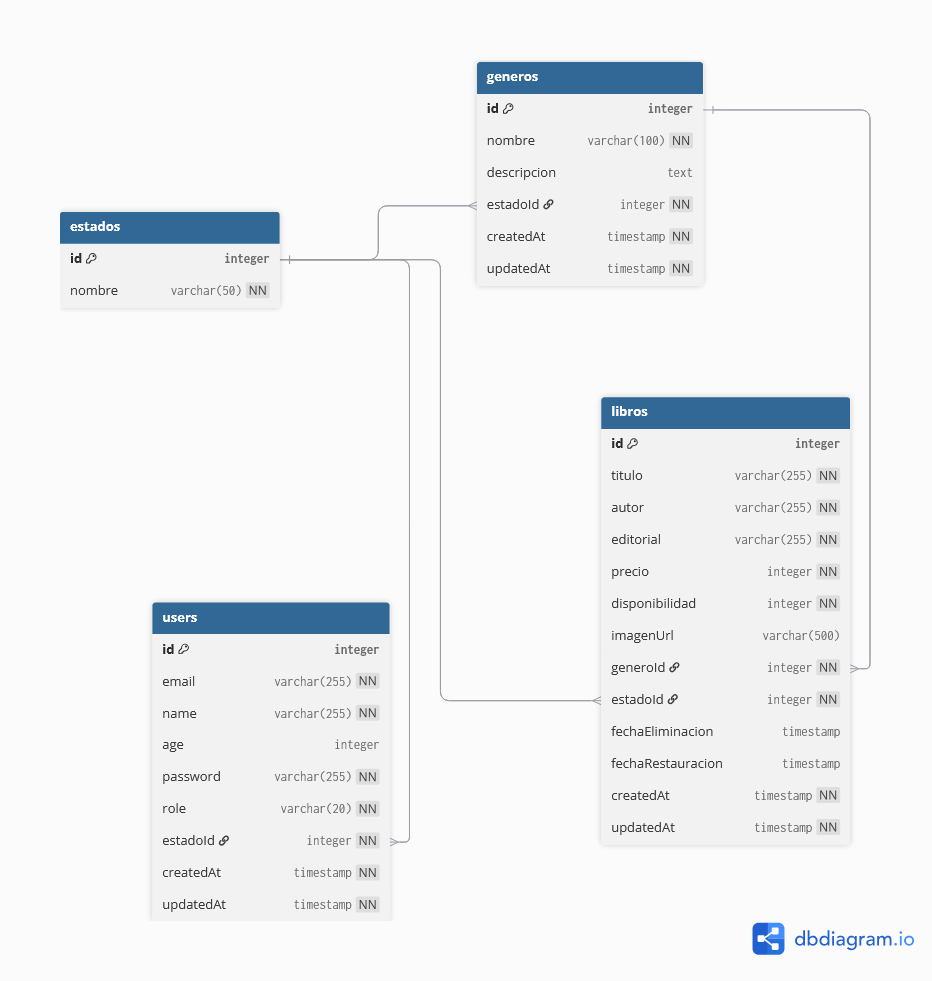 generos
id integer
nombre varchar(100) NN
descripcion text
estadoId integer NN
createdAt timestamp NN
updatedAt timestamp NN
estados
id integer
nombre varchar(50) NN
libros
id integer
titulo varchar(255) NN
autor varchar(255) NN
editorial varchar(255) NN
precio integer NN
disponibilidad integer NN
imagenUrl varchar(500)
generoId integer NN
estadoId integer NN
fechaEliminacion timestamp
fechaRestauracion timestamp
createdAt timestamp NN
updatedAt timestamp NN
users
id integer
email varchar(255) NN
name varchar(255) NN
age integer
password varchar(255) NN
role varchar(20) NN
estadoId integer NN
createdAt timestamp NN
updatedAt timestamp NN
dbdiagram.io